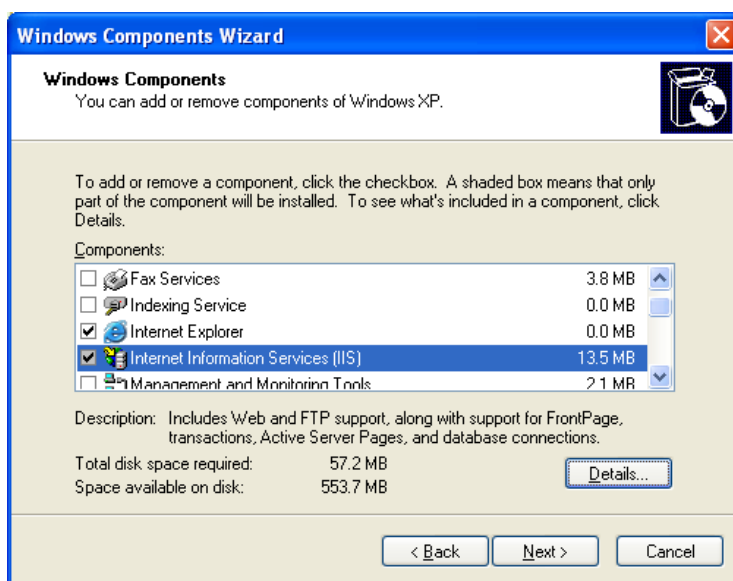 Windows Components Wizard
Windows Components
You can add or remove components of Windows XP.
To add or remove a component, click the checkbox. A shaded box means that only
part of the component will be installed. To see what's included in a component, click
Details.
Components:
Fax Services 3.8 MB
Indexing Service 0.0 MB
Internet Explorer 0.0 MB
Internet Information Services (IIS) 13.5 MB
Management and Monitoring Tools 2.1 MB
Description: Includes Web and FTP support, along with support for FrontPage,
transactions, Active Server Pages, and database connections.
Total disk space required: 57.2 MB
Space available on disk: 553.7 MB
Details...
< Back Next > Cancel